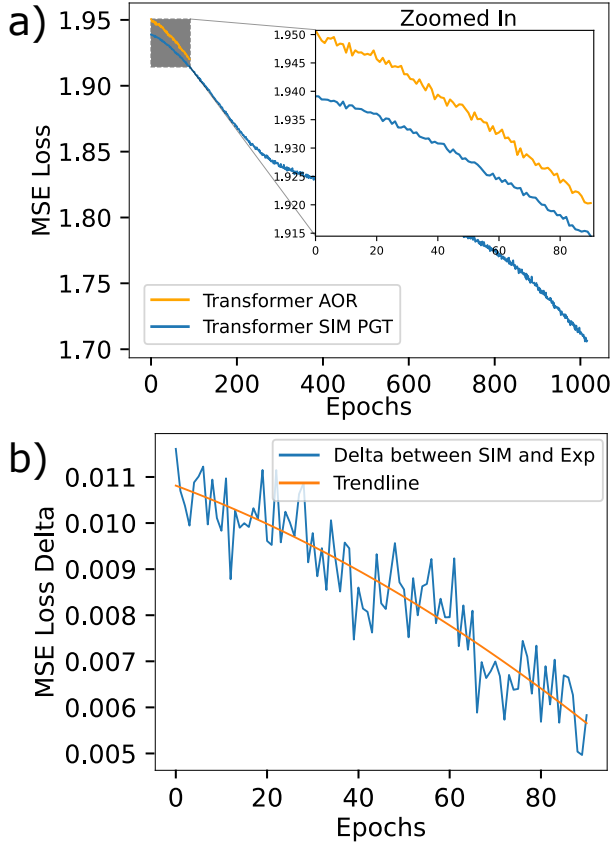 a)
Zoomed In
1.95
1.90
1.85
1.80
1.75
1.70
MSE Loss
1.950
1.945
1.940
1.935
1.930
1.925
1.920
1.915
0 20 40 60 80
Transformer AOR
Transformer SIM PGT
0 200 400 600 800 1000
Epochs
b)
0.011
0.010
0.009
0.008
0.007
0.006
0.005
MSE Loss Delta
Delta between SIM and Exp
Trendline
0 20 40 60 80
Epochs